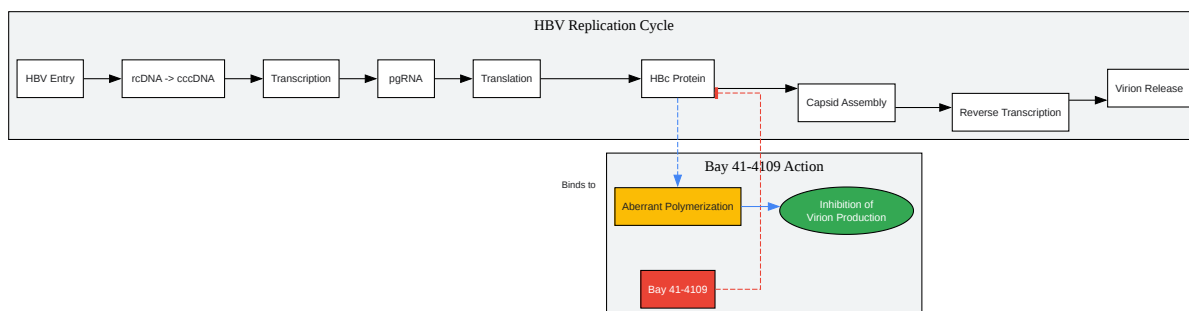 HBV Replication Cycle
HBV Entry
rcDNA -> cccDNA
Transcription
pgRNA
Translation
HBc Protein
Capsid Assembly
Reverse Transcription
Virion Release
Bay 41-4109 Action
Binds to
Aberrant Polymerization
Inhibition of
Virion Production
Bay 41-4109